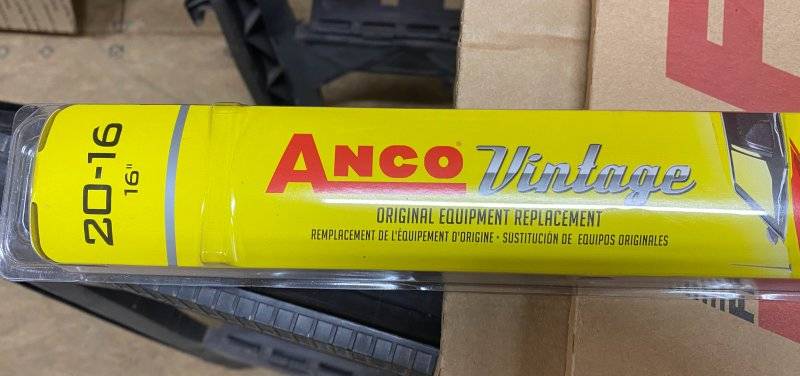 20-16
16"
ANCO Vintage
ORIGINAL EQUIPMENT REPLACEMENT
REMPLACEMENT DE L'ÉQUIPEMENT D'ORIGINE • SUSTITUCIÓN DE EQUIPOS ORIGINALES